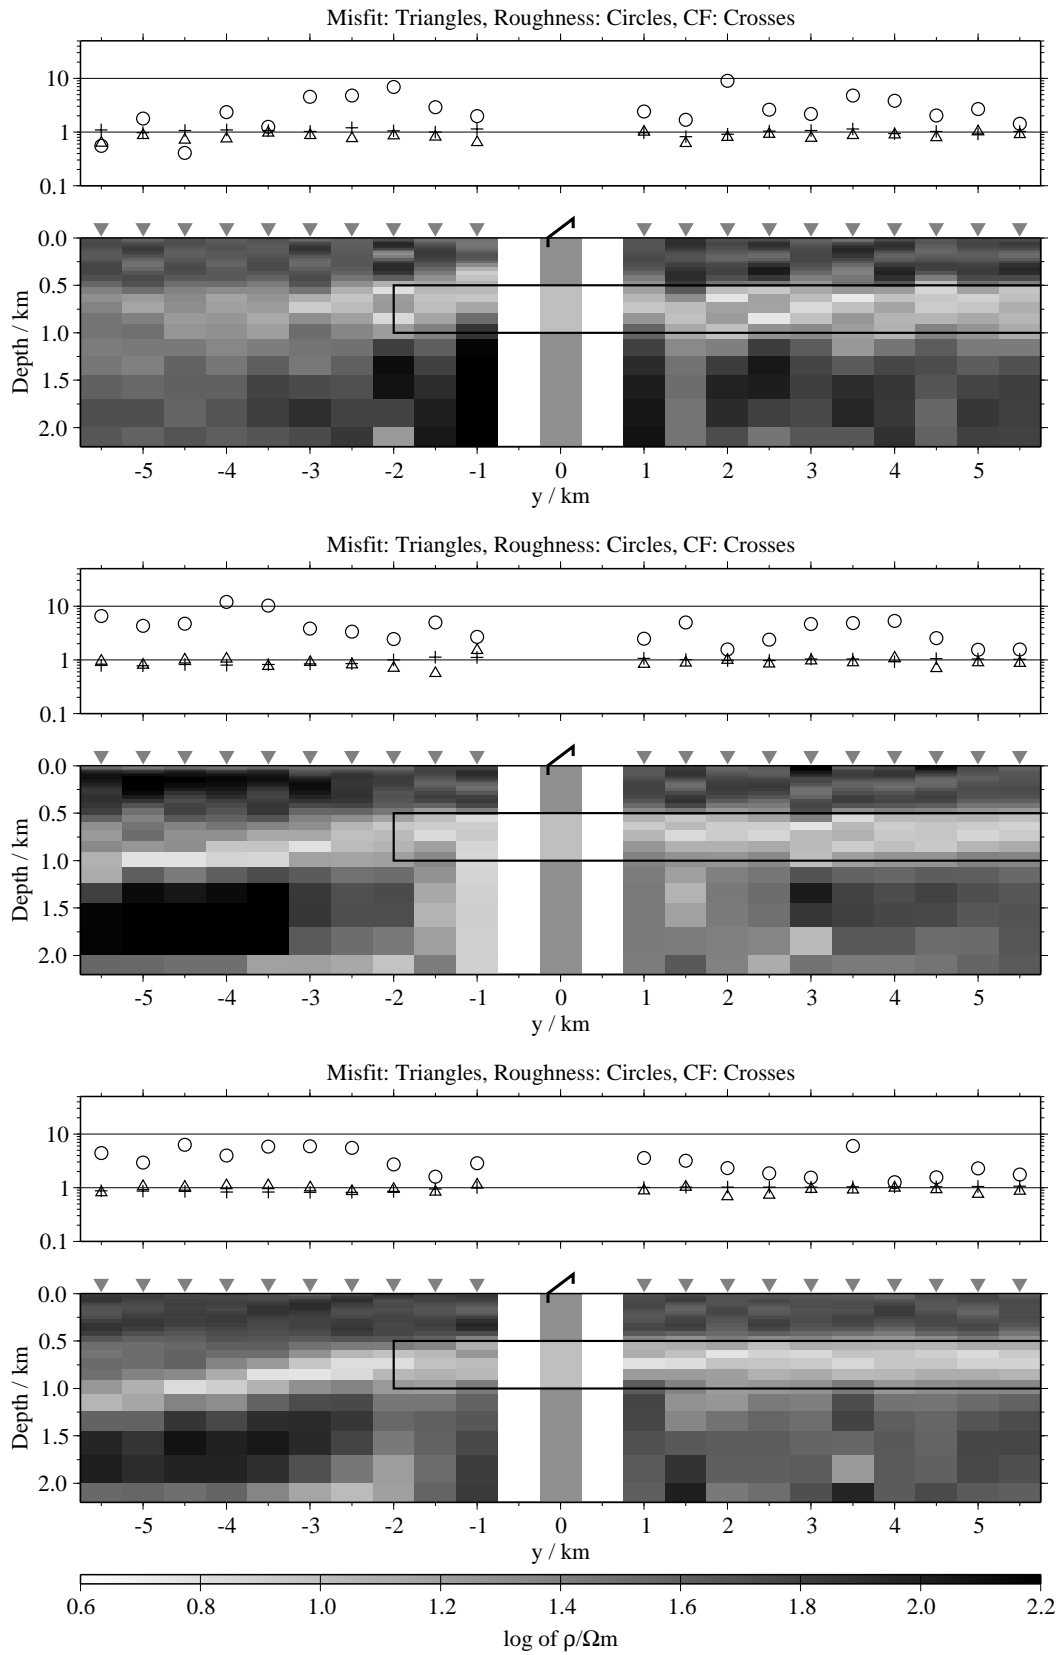 Misfit: Triangles, Roughness: Circles, CF: Crosses
10
1
0.1
0.0
0.5
1.0
1.5
2.0
Depth / km
-5 -4 -3 -2 -1 0 1 2 3 4 5
y / km
Misfit: Triangles, Roughness: Circles, CF: Crosses
10
1
0.1
0.0
0.5
1.0
1.5
2.0
Depth / km
-5 -4 -3 -2 -1 0 1 2 3 4 5
y / km
Misfit: Triangles, Roughness: Circles, CF: Crosses
10
1
0.1
0.0
0.5
1.0
1.5
2.0
Depth / km
-5 -4 -3 -2 -1 0 1 2 3 4 5
y / km
0.6 0.8 1.0 1.2 1.4 1.6 1.8 2.0 2.2
log of ρ/Ωm